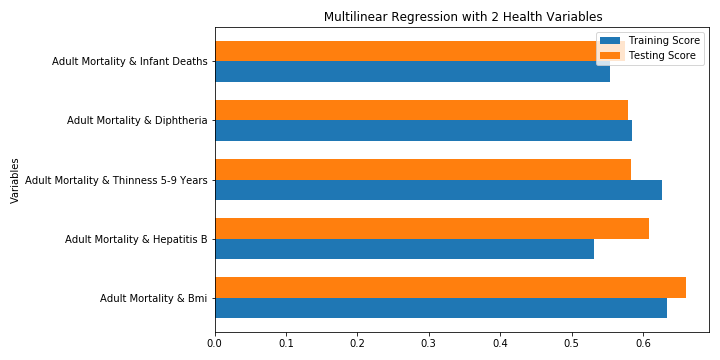 Multilinear Regression with 2 Health Variables
Training Score
Testing Score
Variables
Adult Mortality & Infant Deaths
Adult Mortality & Diphtheria
Adult Mortality & Thinness 5-9 Years
Adult Mortality & Hepatitis B
Adult Mortality & Bmi
0.0 0.1 0.2 0.3 0.4 0.5 0.6